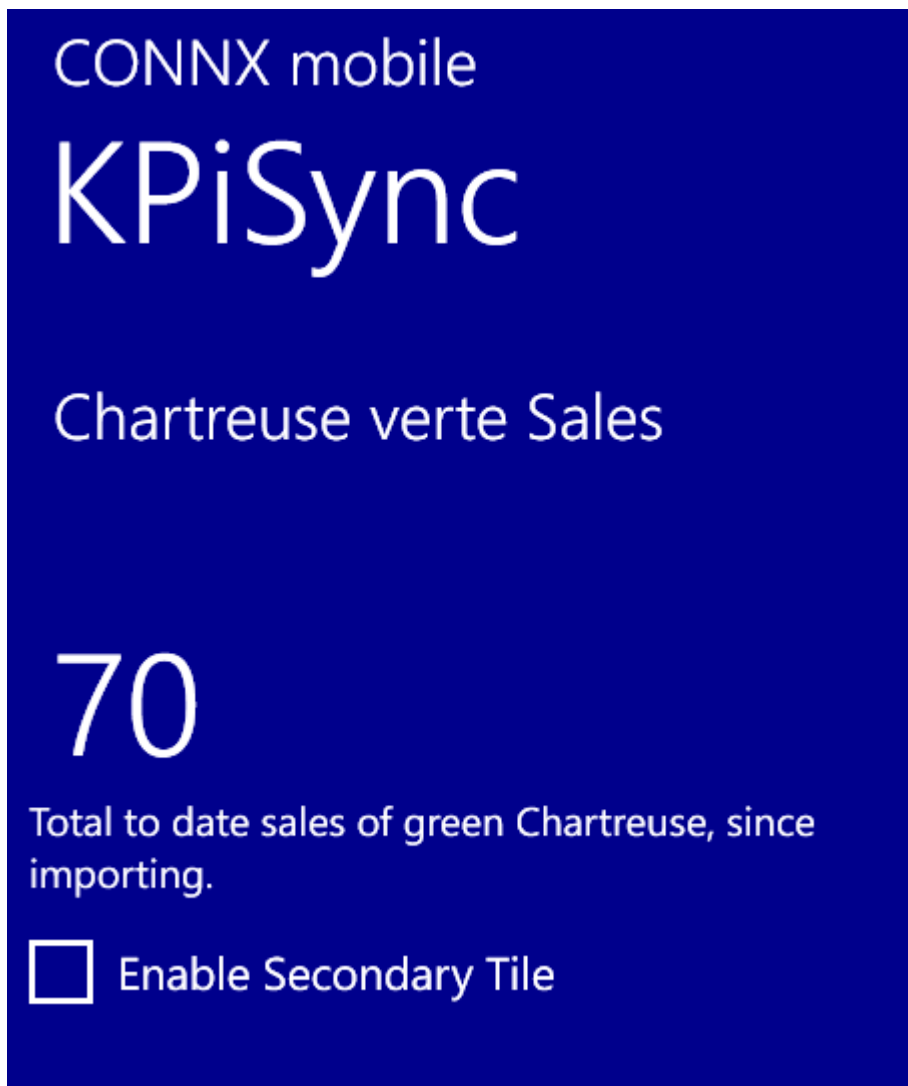 CONNX mobile
KPiSync
Chartreuse verte Sales
70
Total to date sales of green Chartreuse, since
importing.
Enable Secondary Tile